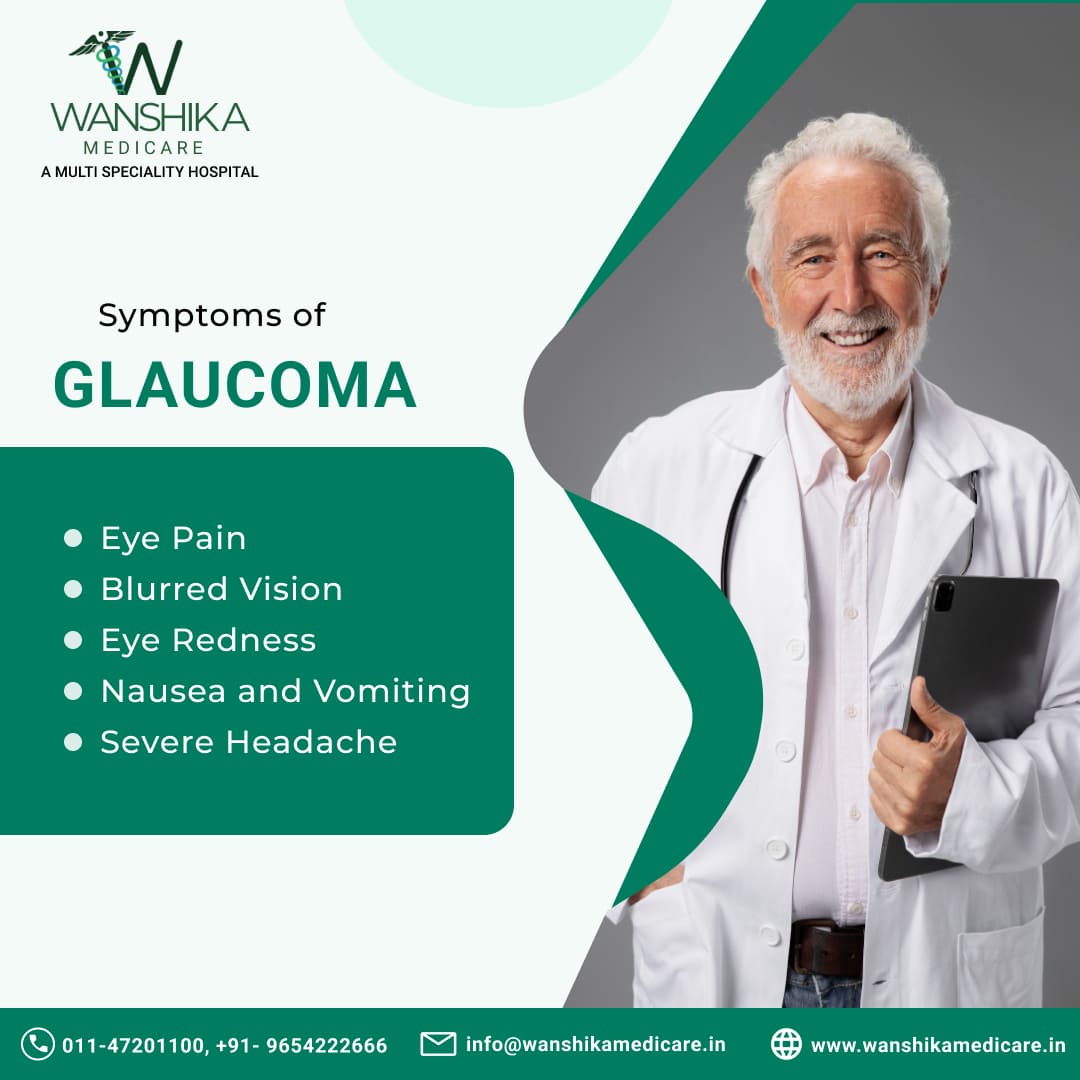 WANSHIKA
MEDICARE
A MULTI SPECIALITY HOSPITAL
Symptoms of
GLAUCOMA
Eye Pain
Blurred Vision
Eye Redness
Nausea and Vomiting
Severe Headache
011-47201100, +91- 9654222666
info@wanshikamedicare.in
www.wanshikamedicare.in